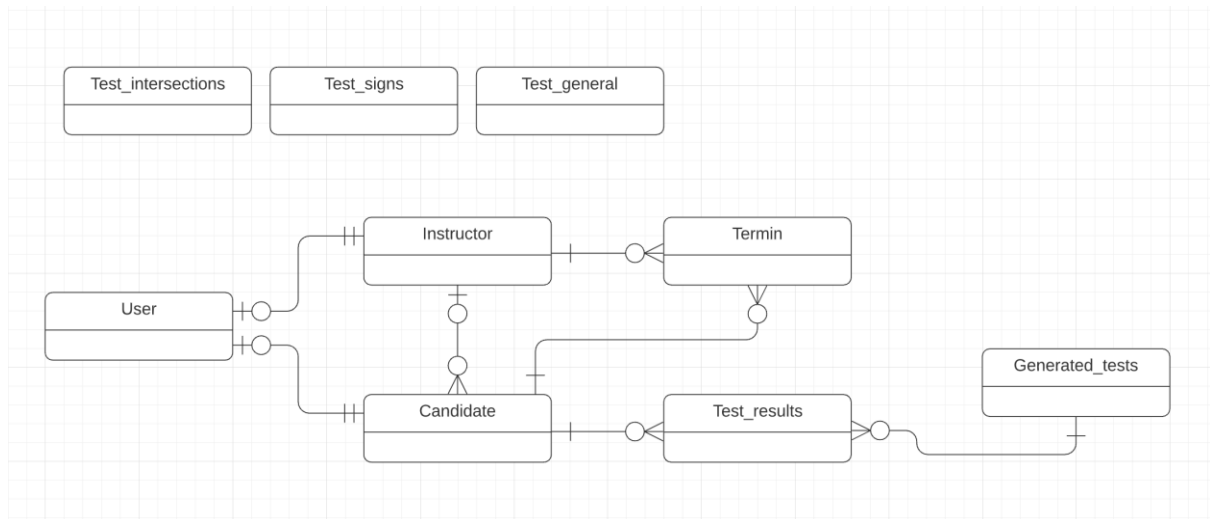 Test_intersections
Test_signs
Test_general
Instructor
Termin
User
Generated_tests
Candidate
Test_results